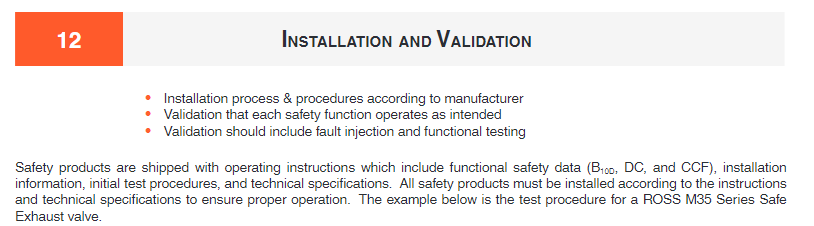 12
INSTALLATION AND VALIDATION
• Installation process & procedures according to manufacturer
• Validation that each safety function operates as intended
• Validation should include fault injection and functional testing
Safety products are shipped with operating instructions which include functional safety data (B10D, DC, and CCF), installation
information, initial test procedures, and technical specifications. All safety products must be installed according to the instructions
and technical specifications to ensure proper operation. The example below is the test procedure for a ROSS M35 Series Safe
Exhaust valve.